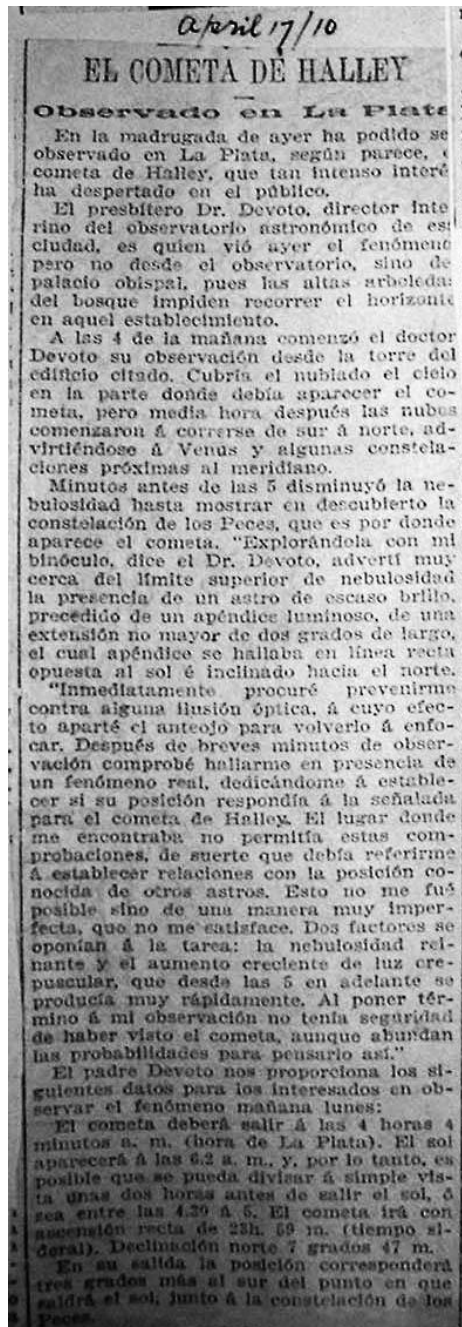 April 17/10
EL COMETA DE HALLEY
Observado en La Plata
En la madrugada de ayer ha podido se
observado en La Plata, según parece, e
cometa de Halley, que tan intenso interé
ha despertado en el público.
El presbítero Dr. Devoto, director inte
rino del observatorio astronómico de es
ciudad, es quien vió ayer el fenómeno
pero no desde el observatorio, sino de
palacio obispal, pues las altas arboleda
del bosque impiden recorrer el horizonte
en aquel establecimiento.
A las 4 de la mañana comenzó el doctor
Devoto su observación desde la torre del
edificio citado. Cubría el nublado el cielo
en la parte donde debía aparecer el co-
meta, pero media hora después las nubes
comenzaron á correrse de sur á norte, ad-
virtiéndose á Venus y algunas constela-
ciones próximas al meridiano.
Minutos antes de las 5 disminuyó la ne-
bulosidad hasta mostrar en descubierto la
constelación de los Peces, que es por donde
aparece el cometa. "Explorándola con mi
binóculo, dice el Dr. Devoto, advertí muy
cerca del límite superior de nebulosidad
la presencia de un astro de escaso brillo,
precedido de un apéndice luminoso, de una
extensión no mayor de dos grados de largo,
el cual apéndice se hallaba en línea recta
opuesta al sol é inclinado hacia el norte.
"Inmediatamente procuré prevenirme
contra alguna ilusión óptica, á cuyo efec-
to aparté el anteojo para volverlo á enfo-
car. Después de breves minutos de obser-
vación comprobé hallarme en presencia de
un fenómeno real, dedicándome á estable-
cer si su posición respondía á la señalada
para el cometa de Halley. El lugar donde
me encontraba no permitía estas com-
probaciones, de suerte que debía referirme
á establecer relaciones con la posición co-
nocida de otros astros. Esto no me fué
posible sino de una manera muy imper-
fecta, que no me satisface. Dos factores se
oponían á la tarea: la nebulosidad rei-
nante y el aumento creciente de luz cre-
puscular, que desde las 5 en adelante se
producía muy rápidamente. Al poner tér-
mino á mi observación no tenía seguridad
de haber visto el cometa, aunque abundan
las probabilidades para pensarlo así."
El padre Devoto nos proporciona los si-
guientes datos para los interesados en ob-
servar el fenómeno mañana lunes:
El cometa deberá salir á las 4 horas 4
minutos a. m. (hora de La Plata). El sol
aparecerá á las 6.2 a. m., y, por lo tanto, es
posible que se pueda divisar á simple vis-
ta unas dos horas antes de salir el sol, ó
sea entre las 4.30 á 5. El cometa irá con
ascensión recta de 23h. 59 m. (tiempo si-
deral). Declinación norte 7 grados 47 m.
En su salida la posición corresponderá
tres grados más al sur del punto en que
saldrá el sol, junto á la constelación de los
Peces.